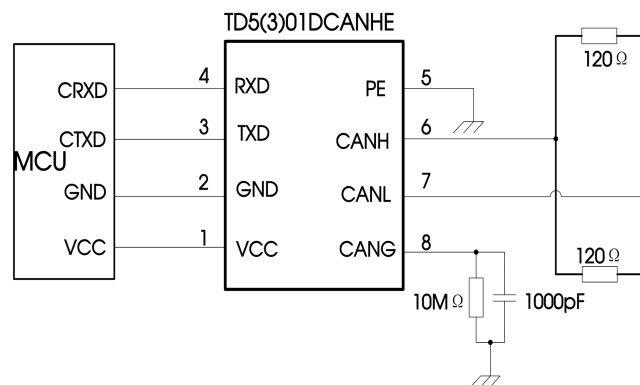 TD5(3)01DCANHE
120Ω
CRXD 4 RXD PE 5
CTXD 3 TXD CANH 6
MCU
GND 2 GND CANL 7
VCC 1 VCC CANG 8
120Ω
10MΩ 1000pF